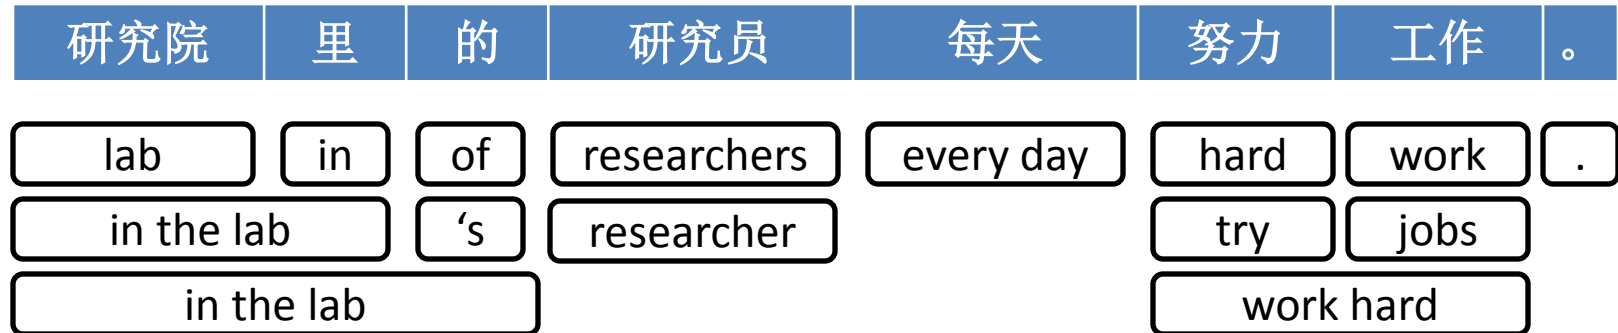 研究院 里 的 研究员 每天 努力 工作 。
lab in of researchers every day hard work .
in the lab ‘s researcher try jobs
in the lab work hard